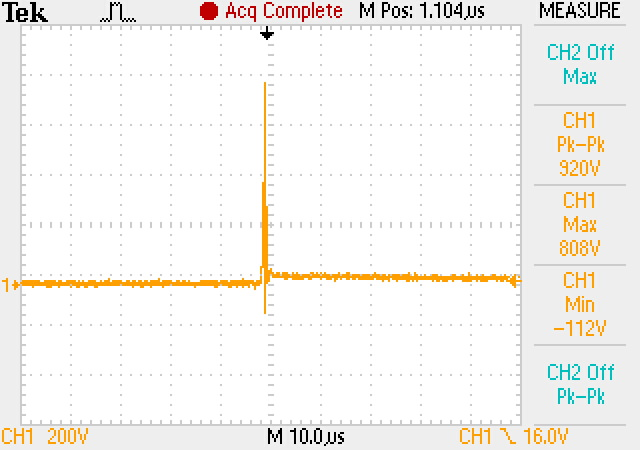 Tek Acq Complete M Pos: 1.104µs MEASURE
CH2 Off
Max
CH1
Pk-Pk
920V
CH1
Max
808V
1
CH1
Min
-112V
CH2 Off
Pk-Pk
CH1 200V M 10.0µs CH1 16.0V